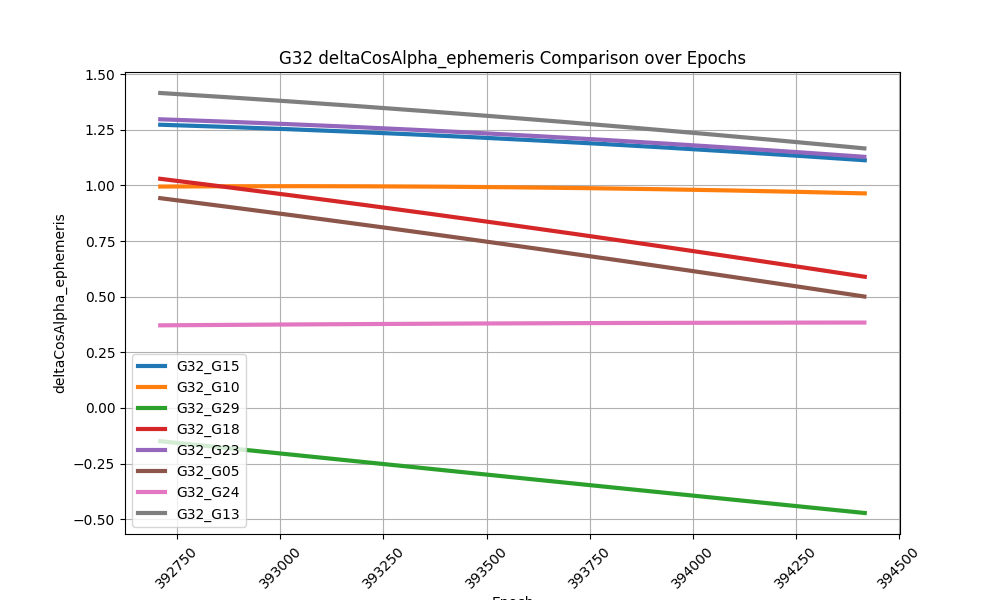 G32 deltaCosAlpha_ephemeris Comparison over Epochs
deltaCosAlpha_ephemeris
1.50
1.25
1.00
0.75
0.50
0.25
0.00
−0.25
−0.50
G32_G15
G32_G10
G32_G29
G32_G18
G32_G23
G32_G05
G32_G24
G32_G13
392750
393000
393250
393500
393750
394000
394250
394500
Epoch